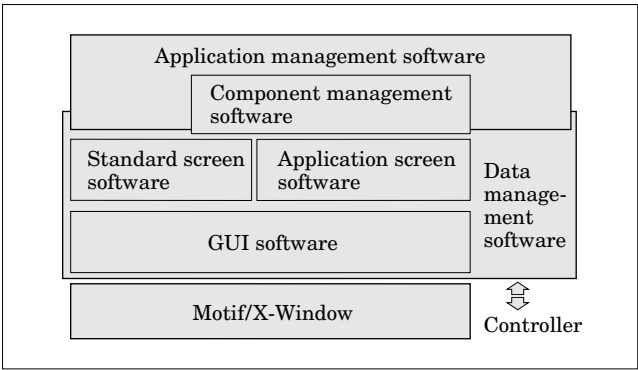 Application management software
Component management
software
Standard screen
software
Application screen
software
Data
manage-
ment
software
GUI software
Motif/X-Window
Controller